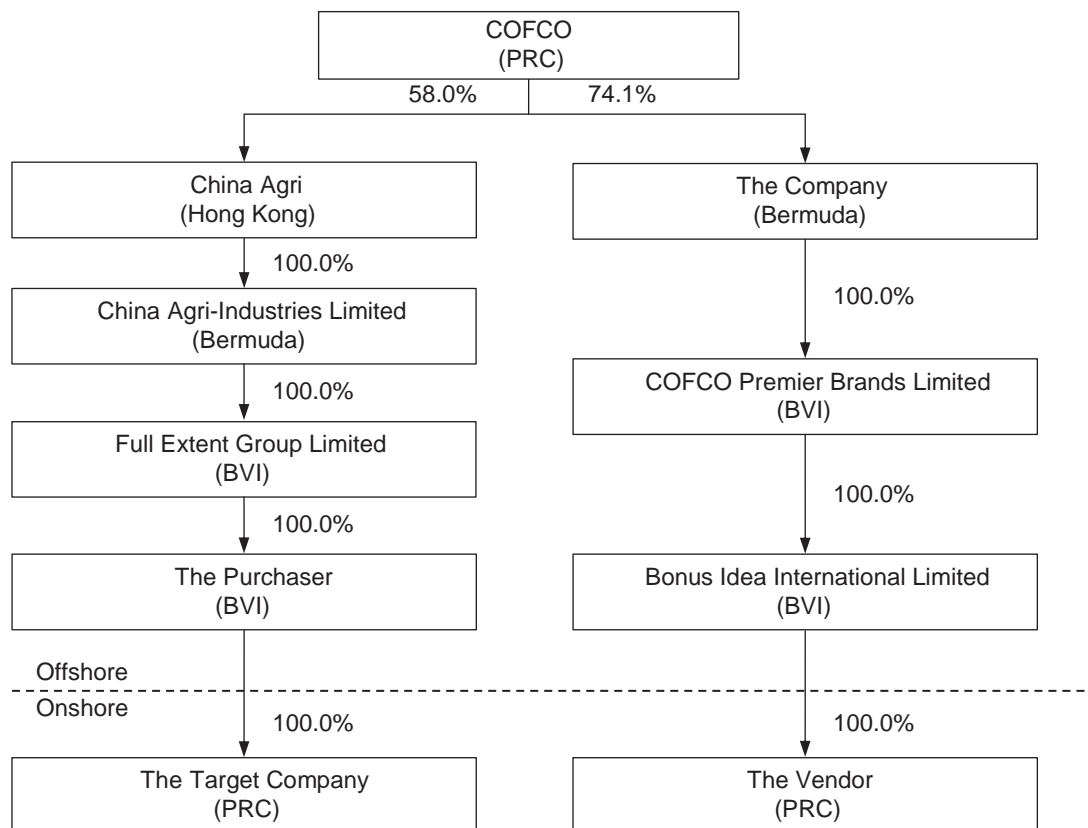 COFCO
(PRC)
58.0%
74.1%
China Agri
(Hong Kong)
The Company
(Bermuda)
100.0%
China Agri-Industries Limited
(Bermuda)
100.0%
100.0%
COFCO Premier Brands Limited
(BVI)
Full Extent Group Limited
(BVI)
100.0%
100.0%
The Purchaser
(BVI)
Bonus Idea International Limited
(BVI)
Offshore
Onshore
100.0%
100.0%
The Target Company
(PRC)
The Vendor
(PRC)